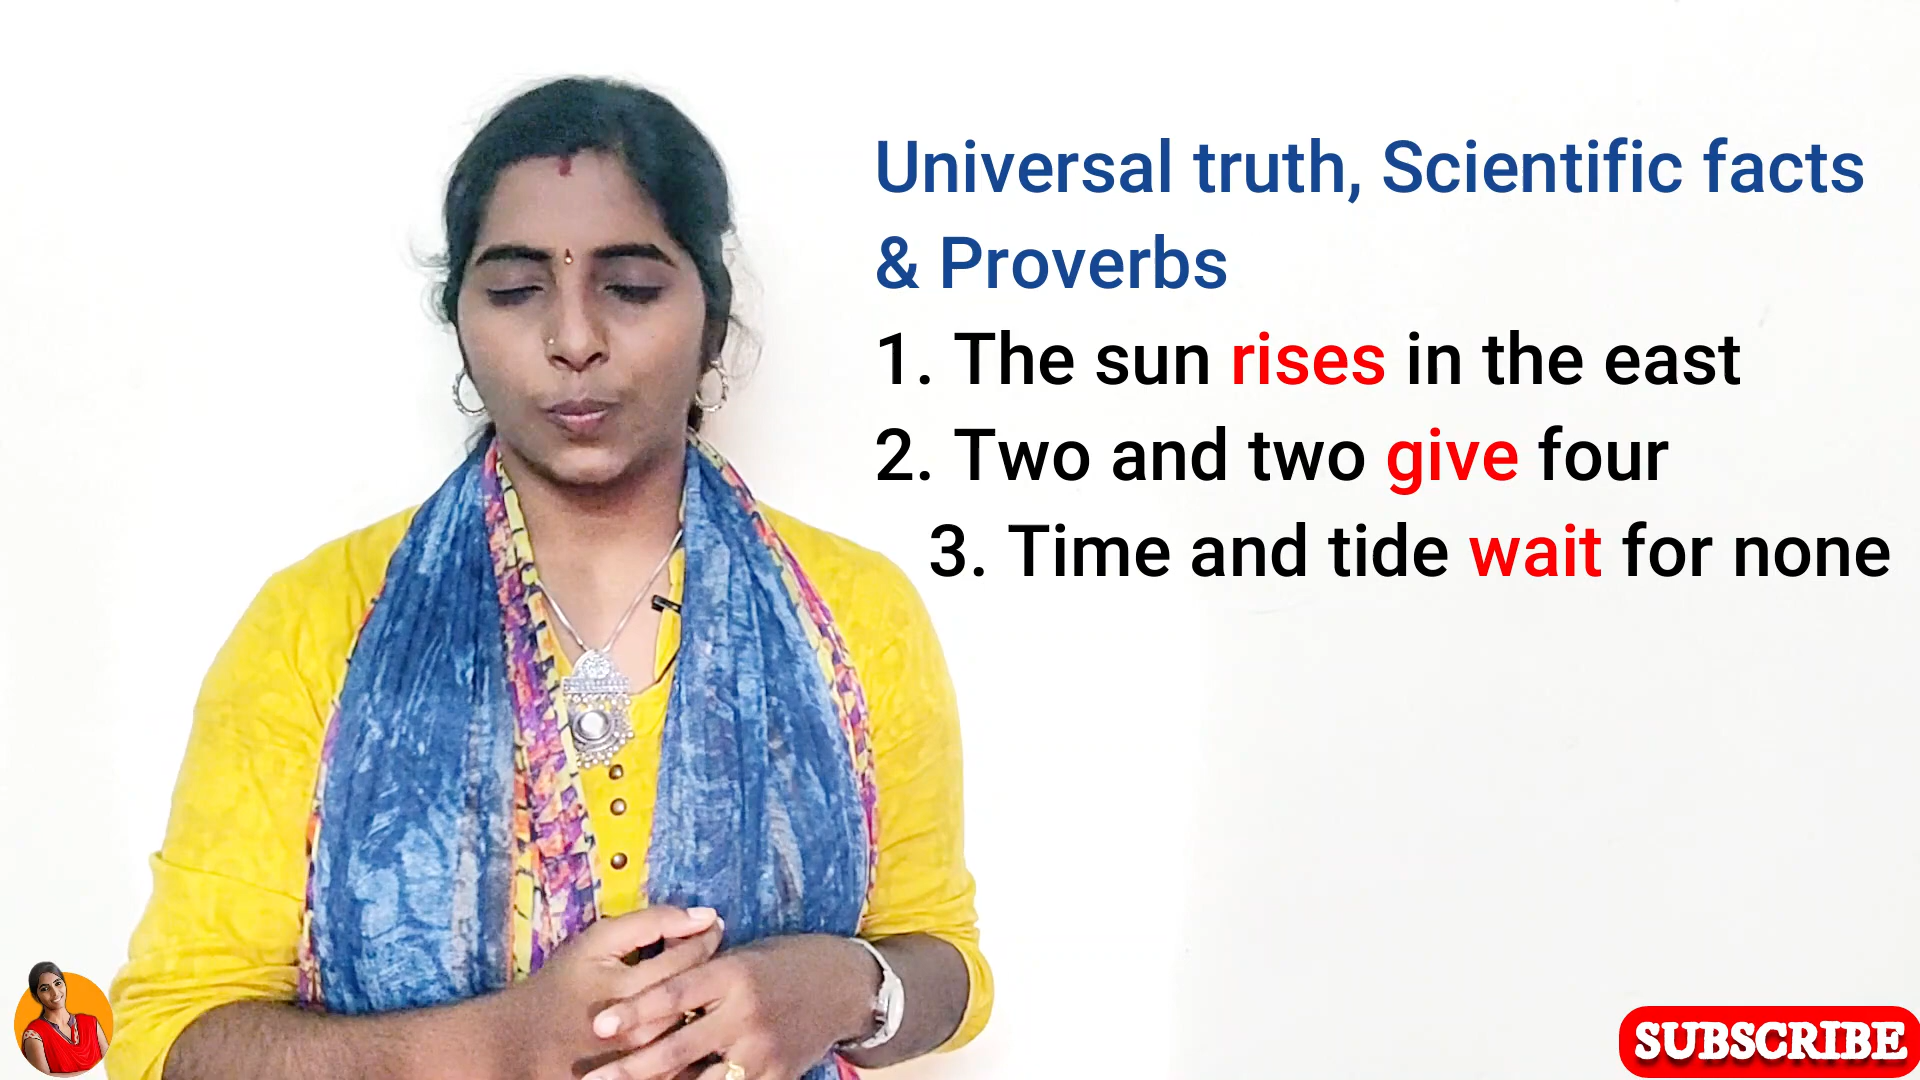 Universal truth, Scientific facts
& Proverbs
1. The sun rises in the east
2. Two and two give four
3. Time and tide wait for none
SUBSCRIBE